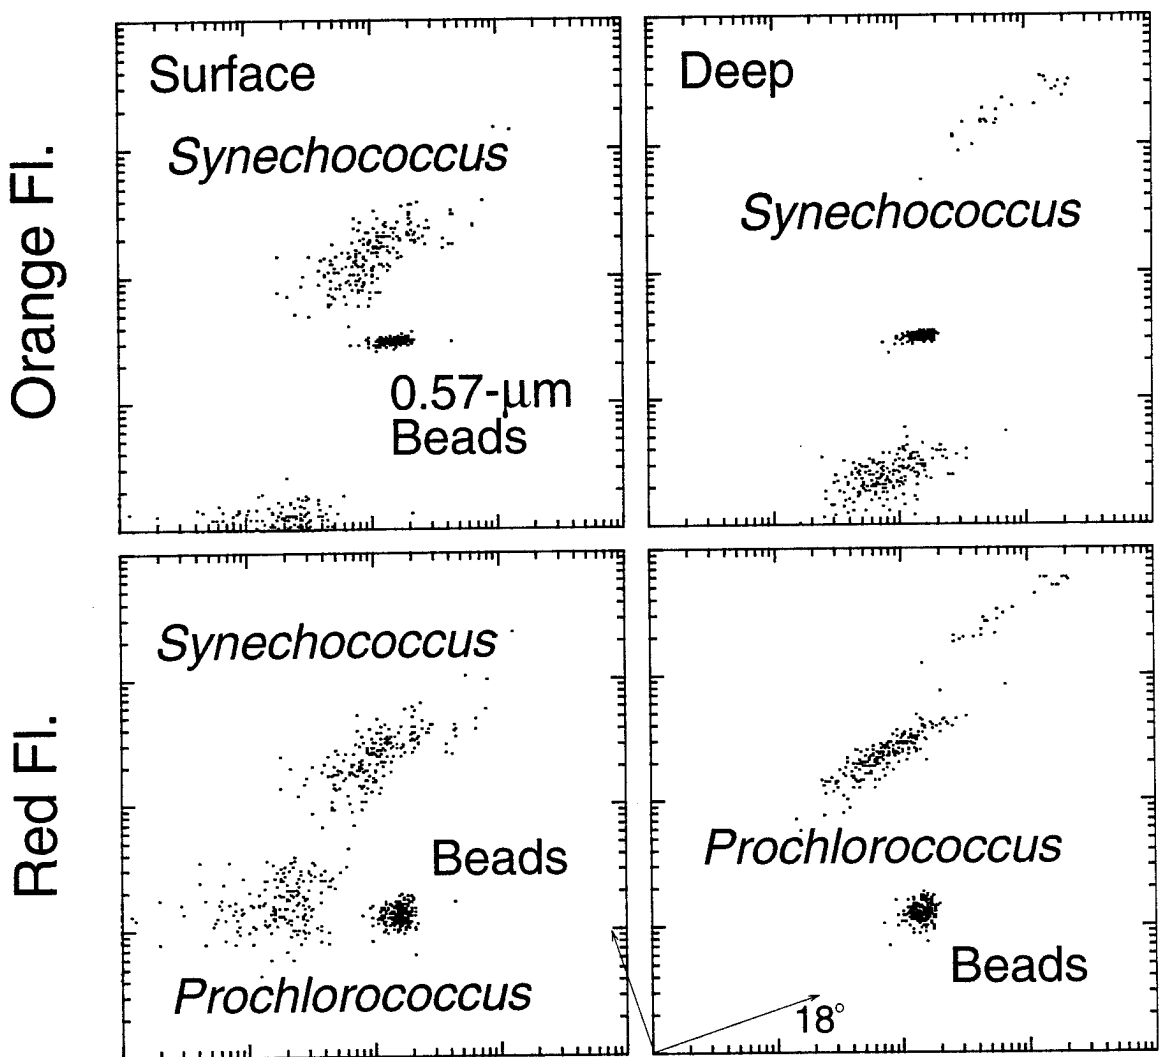 Orange Fl.
Surface
Synechococcus
0.57-μm
Beads
Deep
Synechococcus
Red Fl.
Synechococcus
Beads
Prochlorococcus
Prochlorococcus
Beads
18°